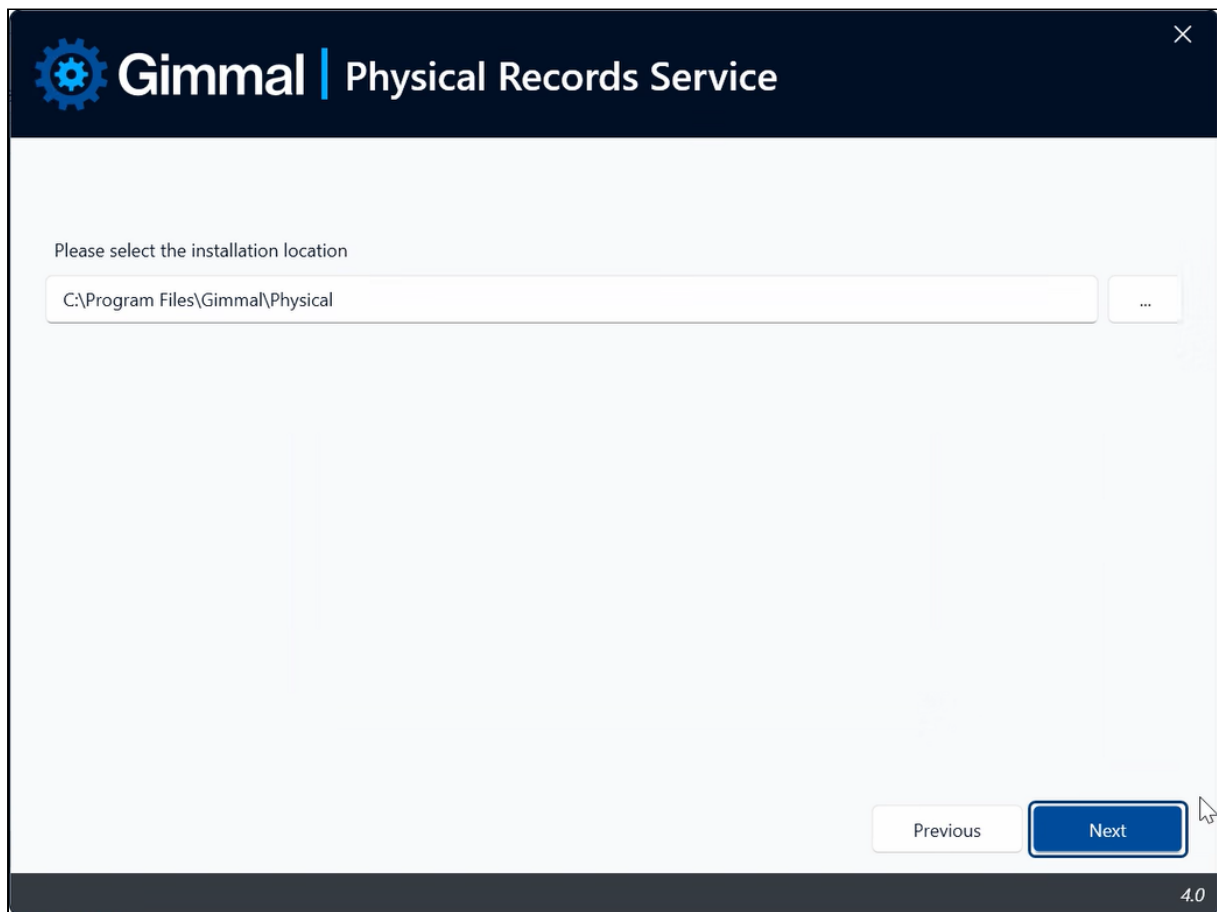 Gimmal | Physical Records Service
Please select the installation location
C:\Program Files\Gimmal\Physical
...
Previous
Next
4.0